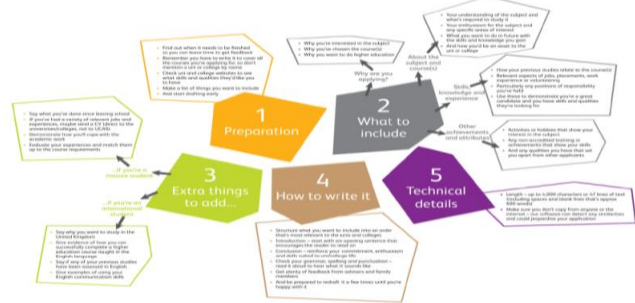 • Find out when it needs to be finished
so you can leave time to get feedback
• Remember you have to write it to cover all
the courses you're applying for, so don't
mention a uni or college by name
• Check uni and college websites to see
what skills and qualities they'd like you
to have
• Make a list of things you want to include
• And start drafting early
1
Preparation
• Why you're interested in the subject
• Why you've chosen the course(s)
• Why you want to do higher education
Why are you
applying?
• Your understanding of the subject and
what's required to study it
• Your enthusiasm for the subject and
any specific areas of interest
• What you want to do in future with
the skills and knowledge you gain
• And how you'd be an asset to the
uni or college
About the
subject and
course(s)
2
What to
include
Skills,
knowledge and
experience
• How your previous studies relate to the course(s)
• Relevant aspects of jobs, placements, work
experience or volunteering
• Particularly any positions of responsibility
you've held
• Use these to demonstrate you're a great
candidate and you have skills and qualities
they're looking for
Other
achievements
and attributes
• Activities or hobbies that show your
interest in the subject
• Any non-accredited training or
achievements that show your skills
• And any qualities you have that set
you apart from other applicants
• Say what you've done since leaving school
• If you've had a variety of relevant jobs and
experiences, maybe send a CV (direct to the
universities/colleges, not to UCAS)
• Demonstrate how you'll cope with the
academic work
• Evaluate your experiences and match them
up to the course requirements
...if you're a
mature student
3
Extra things
to add...
...if you're an
international
student
• Say why you want to study in the
United Kingdom
• Give evidence of how you can
successfully complete a higher
education course taught in the
English language
• Say if any of your previous studies
have been assessed in English
• Give examples of using your
English communication skills
4
How to write it
• Structure what you want to include into an order
that's most relevant to the unis and colleges
• Introduction – start with an opening sentence that
encourages the reader to read on
• Conclusion – reinforce your commitment, enthusiasm
and skills suited to uni/college life
• Check your grammar, spelling and punctuation –
read it aloud to hear what it sounds like
• Get plenty of feedback from advisers and family
members
• And be prepared to redraft it a few times until you're
happy with it
5
Technical
details
• Length – up to 4,000 characters or 47 lines of text
(including spaces and blank lines that's approx
500 words)
• Make sure you don't copy from anyone or the
internet – our software can detect any similarities and
could jeopardise your application